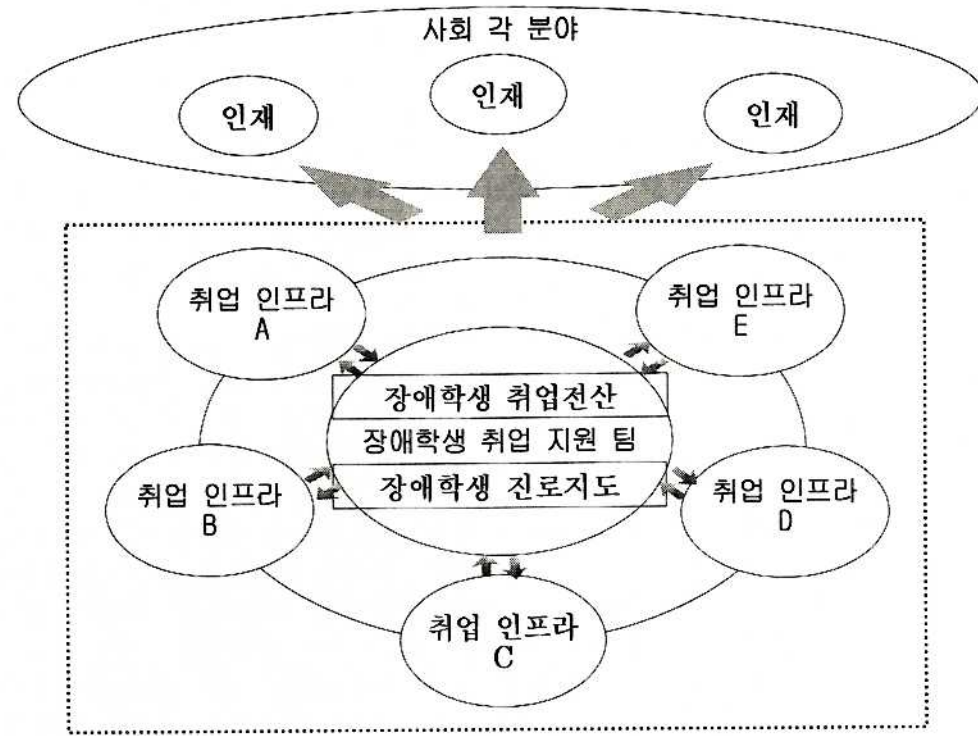 사회 각 분야
인재
인재
인재
취업 인프라
A
취업 인프라
E
장애학생 취업전산
장애학생 취업 지원 팀
장애학생 진로지도
취업 인프라
B
취업 인프라
D
취업 인프라
C